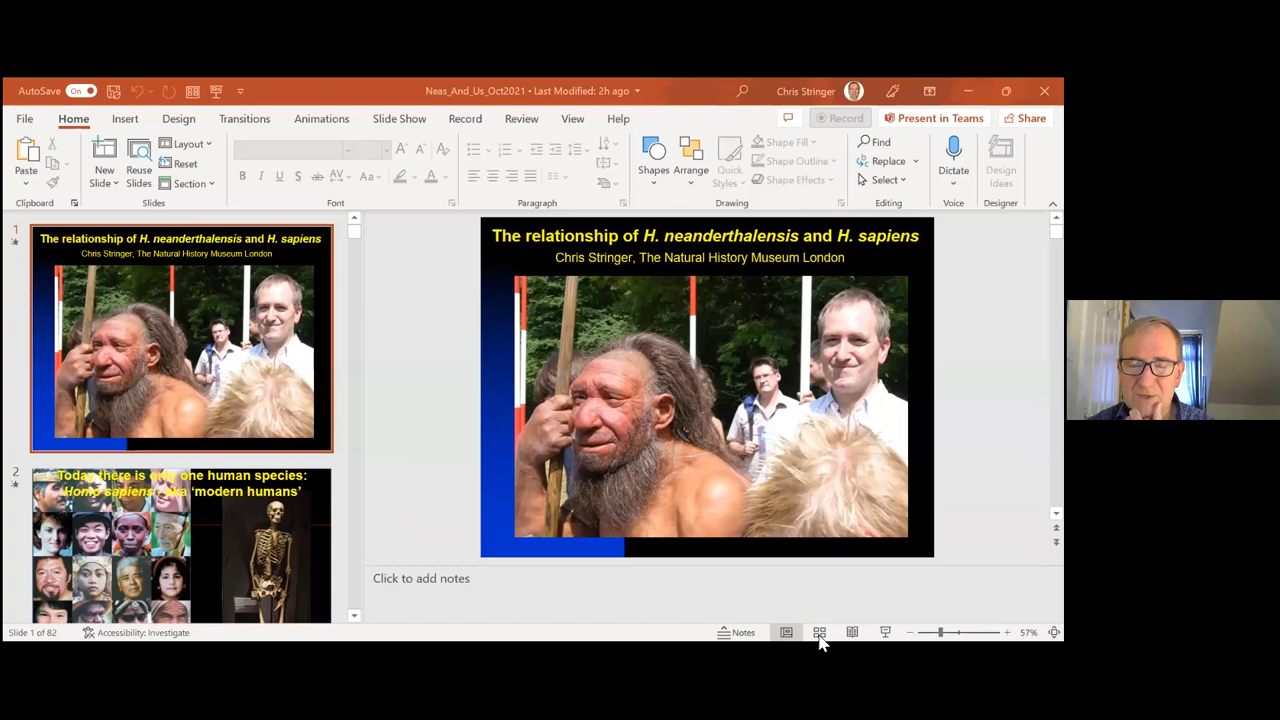 AutoSave On Neas_And_Us_Oct2021 • Last Modified: 2h ago Chris Stringer
File Home Insert Design Transitions Animations Slide Show Record Review View Help Record Present in Teams Share
Paste
New Slide
Reuse Slides
Layout
Reset
Section
Shapes
Arrange
Quick Styles
Shape Fill
Shape Outline
Shape Effects
Find
Replace
Select
Dictate
Design Ideas
Clipboard Slides Font Paragraph Drawing Editing Voice Designer
1
The relationship of H. neanderthalensis and H. sapiens
Chris Stringer, The Natural History Museum London
2
Today there is only one human species:
Homo sapiens - aka 'modern humans'
The relationship of H. neanderthalensis and H. sapiens
Chris Stringer, The Natural History Museum London
Click to add notes
Slide 1 of 82 Accessibility: Investigate Notes 57%